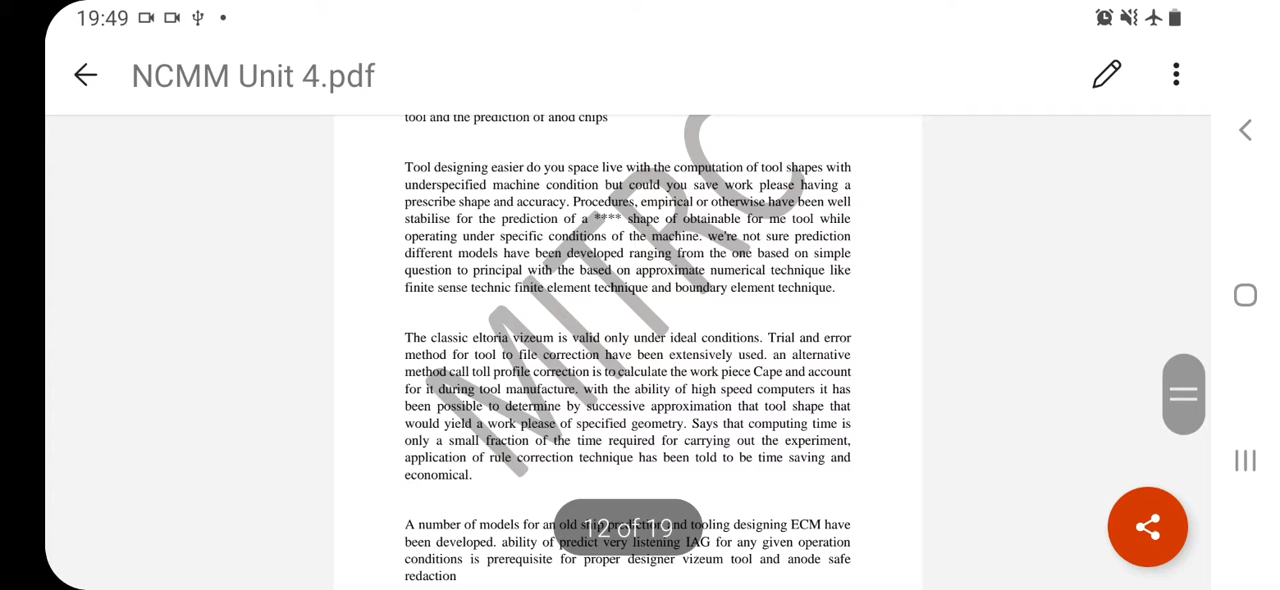 19:49
NCMM Unit 4.pdf
tool and the prediction of anod chips
Tool designing easier do you space live with the computation of tool shapes with
underspecified machine condition but could you save work please having a
prescribe shape and accuracy. Procedures, empirical or otherwise have been well
stabilise for the prediction of a **** shape of obtainable for me tool while
operating under specific conditions of the machine. we're not sure prediction
different models have been developed ranging from the one based on simple
question to principal with the based on approximate numerical technique like
finite sense technic finite element technique and boundary element technique.
The classic eltoria vizeum is valid only under ideal conditions. Trial and error
method for tool to file correction have been extensively used. an alternative
method call toll profile correction is to calculate the work piece Cape and account
for it during tool manufacture. with the ability of high speed computers it has
been possible to determine by successive approximation that tool shape that
would yield a work please of specified geometry. Says that computing time is
only a small fraction of the time required for carrying out the experiment,
application of rule correction technique has been told to be time saving and
economical.
A number of models for an old ship prediction and tooling designing ECM have
been developed. ability of predict very listening IAG for any given operation
conditions is prerequisite for proper designer vizeum tool and anode safe
redaction
12 of 19
MITRC